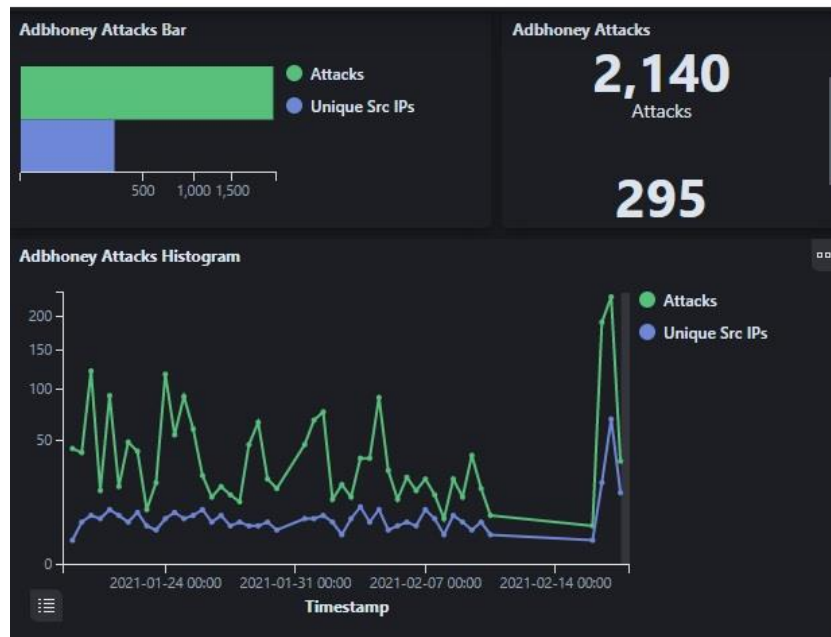 Adbhoney Attacks Bar
Attacks
Unique Src IPs
500 1,000 1,500
Adbhoney Attacks
2,140
Attacks
295
Adbhoney Attacks Histogram
200
150
100
50
0
2021-01-24 00:00 2021-01-31 00:00 2021-02-07 00:00 2021-02-14 00:00
Timestamp
Attacks
Unique Src IPs